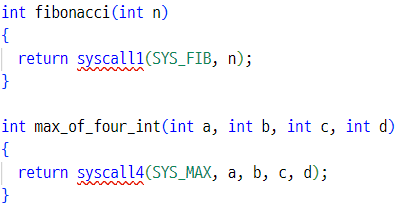 int fibonacci(int n)
{
  return syscall1(SYS_FIB, n);
}

int max_of_four_int(int a, int b, int c, int d)
{
  return syscall4(SYS_MAX, a, b, c, d);
}